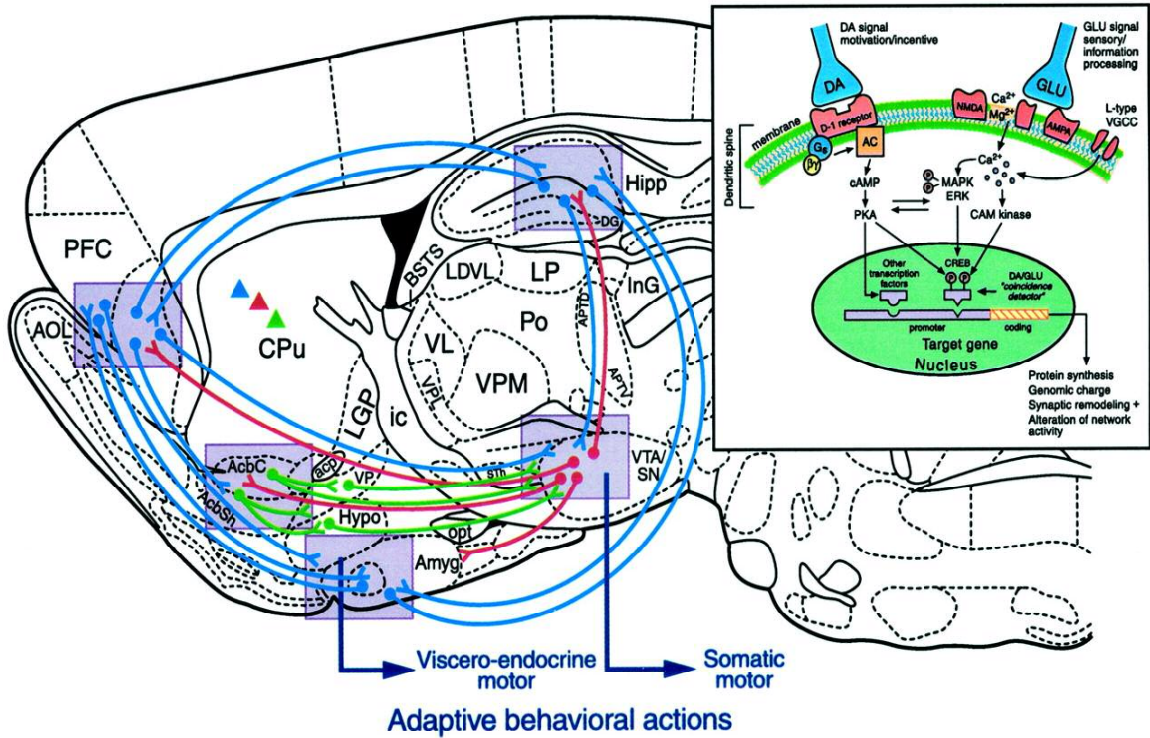 PFC
AOL
CPu
AcbC
AcbSh
acp
VP
Hypo
LGP
ic
BSTS
LDVL
LP
Po
VL
VPL
VPM
APTD
APTV
InG
Hipp
DG
STh
VTA/
SN
opt
Amyg
Viscero-endocrine
motor
Somatic
motor
Adaptive behavioral actions
DA signal
motivation/incentive
GLU signal
sensory/
information
processing
DA
GLU
membrane
Dendritic spine
D-1 receptor
Gs
βγ
AC
NMDA
Ca2+
Mg2+
AMPA
L-type
VGCC
Ca2+
cAMP
P
P
MAPK
ERK
PKA
CAM kinase
Other
transcription
factors
CREB
P
P
DA/GLU
"coincidence
detector"
promoter
coding
Target gene
Nucleus
Protein synthesis
Genomic charge
Synaptic remodeling +
Alteration of network
activity